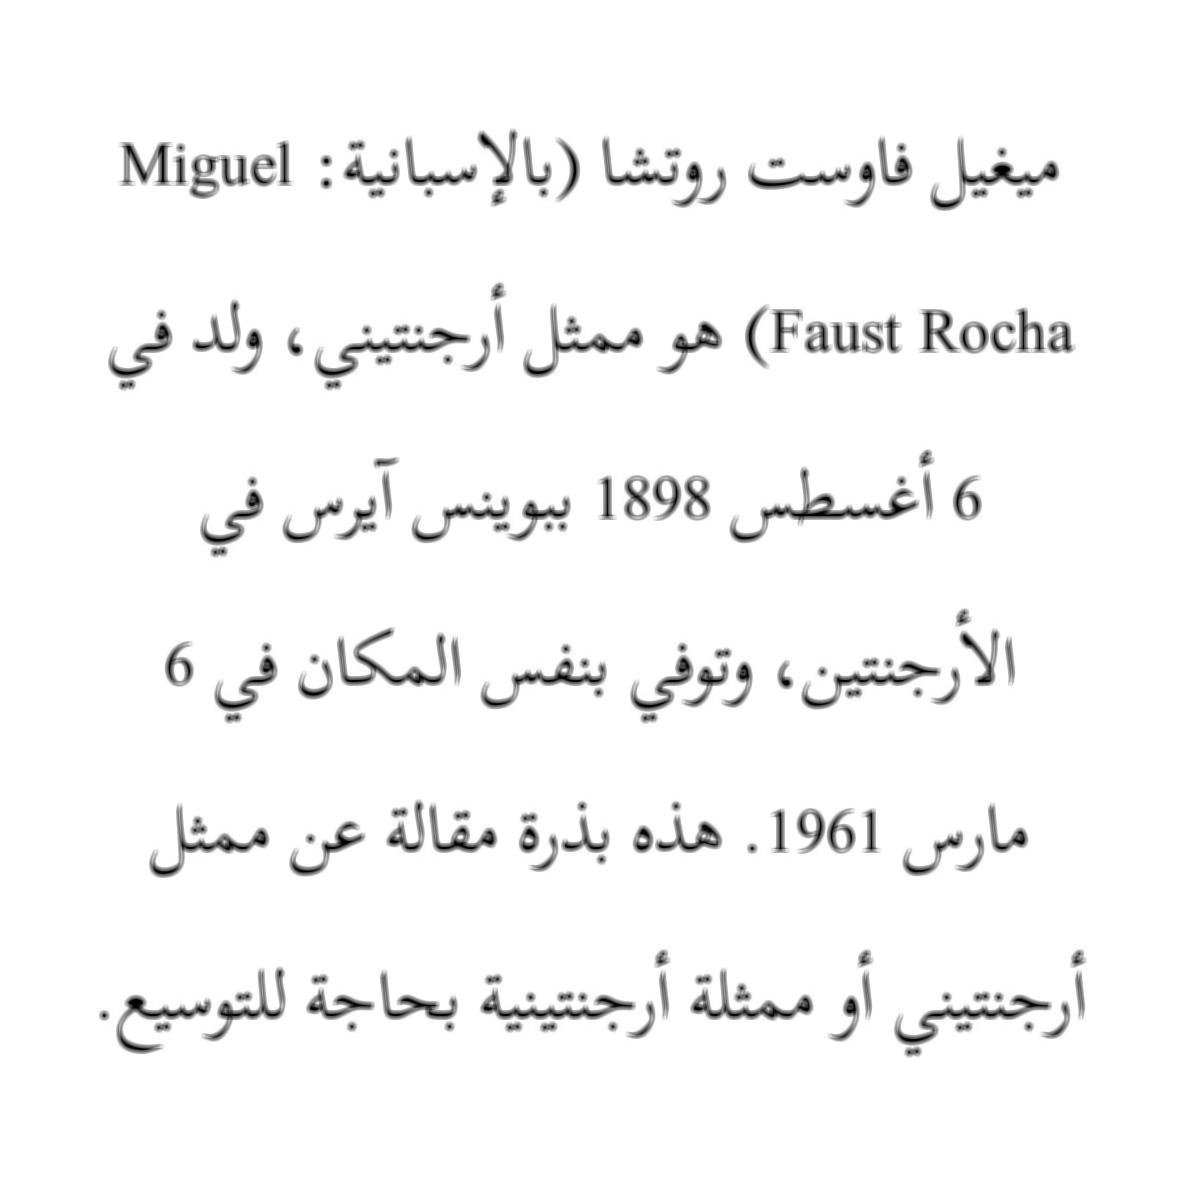 ميغيل فاوست روتشا (بالإسبانية: Miguel
Faust Rocha) هو ممثل أرجنتيني، ولد في
6 أغسطس 1898 ببوينس آيرس في
الأرجنتين، وتوفي بنفس المكان في 6
مارس 1961. هذه بذرة مقالة عن ممثل
أرجنتيني أو ممثلة أرجنتينية بحاجة للتوسيع.